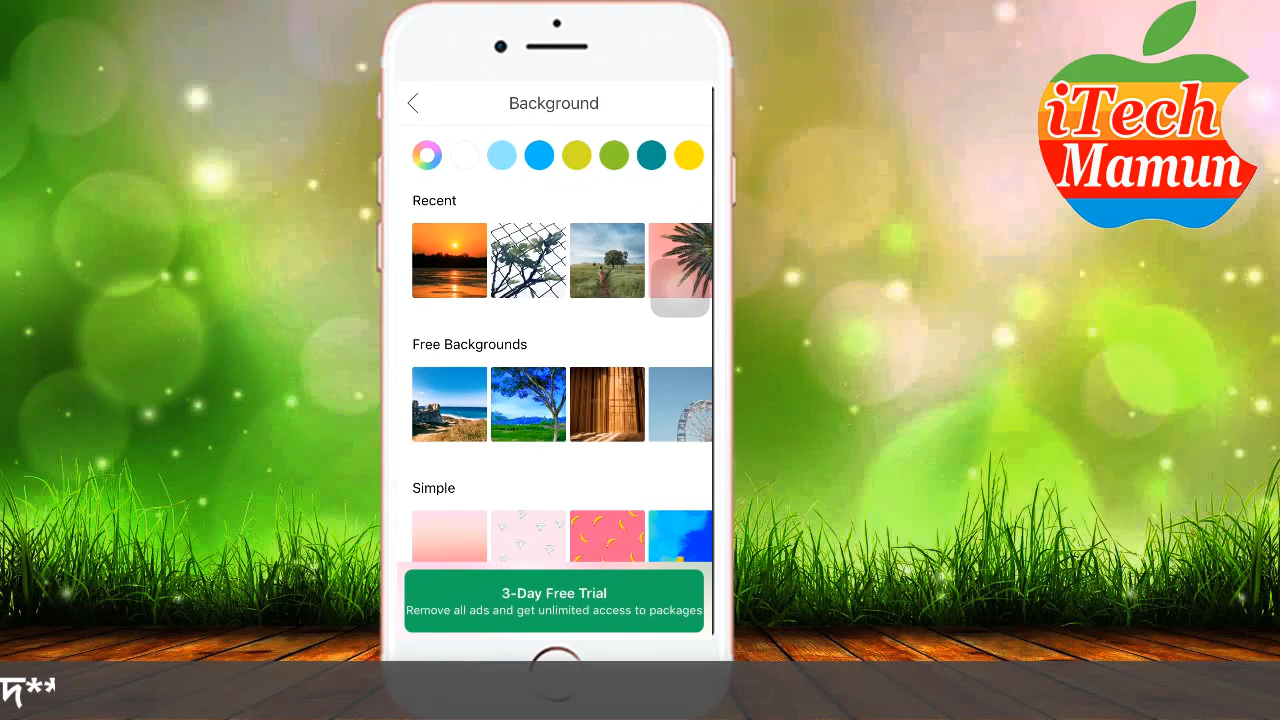 Background
iTech
Mamun
Recent
Free Backgrounds
Simple
3-Day Free Trial
Remove all ads and get unlimited access to packages
দ**